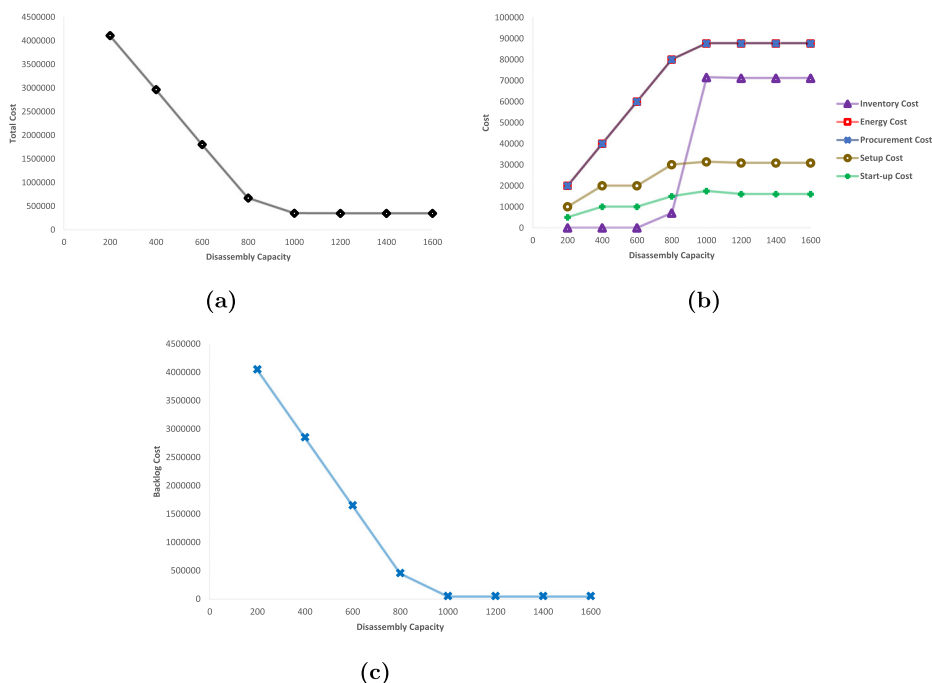 4500000
4000000
3500000
3000000
2500000
2000000
1500000
1000000
500000
0
Total Cost
0 200 400 600 800 1000 1200 1400 1600
Disassembly Capacity
(a)
100000
90000
80000
70000
60000
50000
40000
30000
20000
10000
0
Cost
0 200 400 600 800 1000 1200 1400 1600
Disassembly Capacity
Inventory Cost
Energy Cost
Procurement Cost
Setup Cost
Start-up Cost
(b)
4500000
4000000
3500000
3000000
2500000
2000000
1500000
1000000
500000
0
Backlog Cost
0 200 400 600 800 1000 1200 1400 1600
Disassembly Capacity
(c)